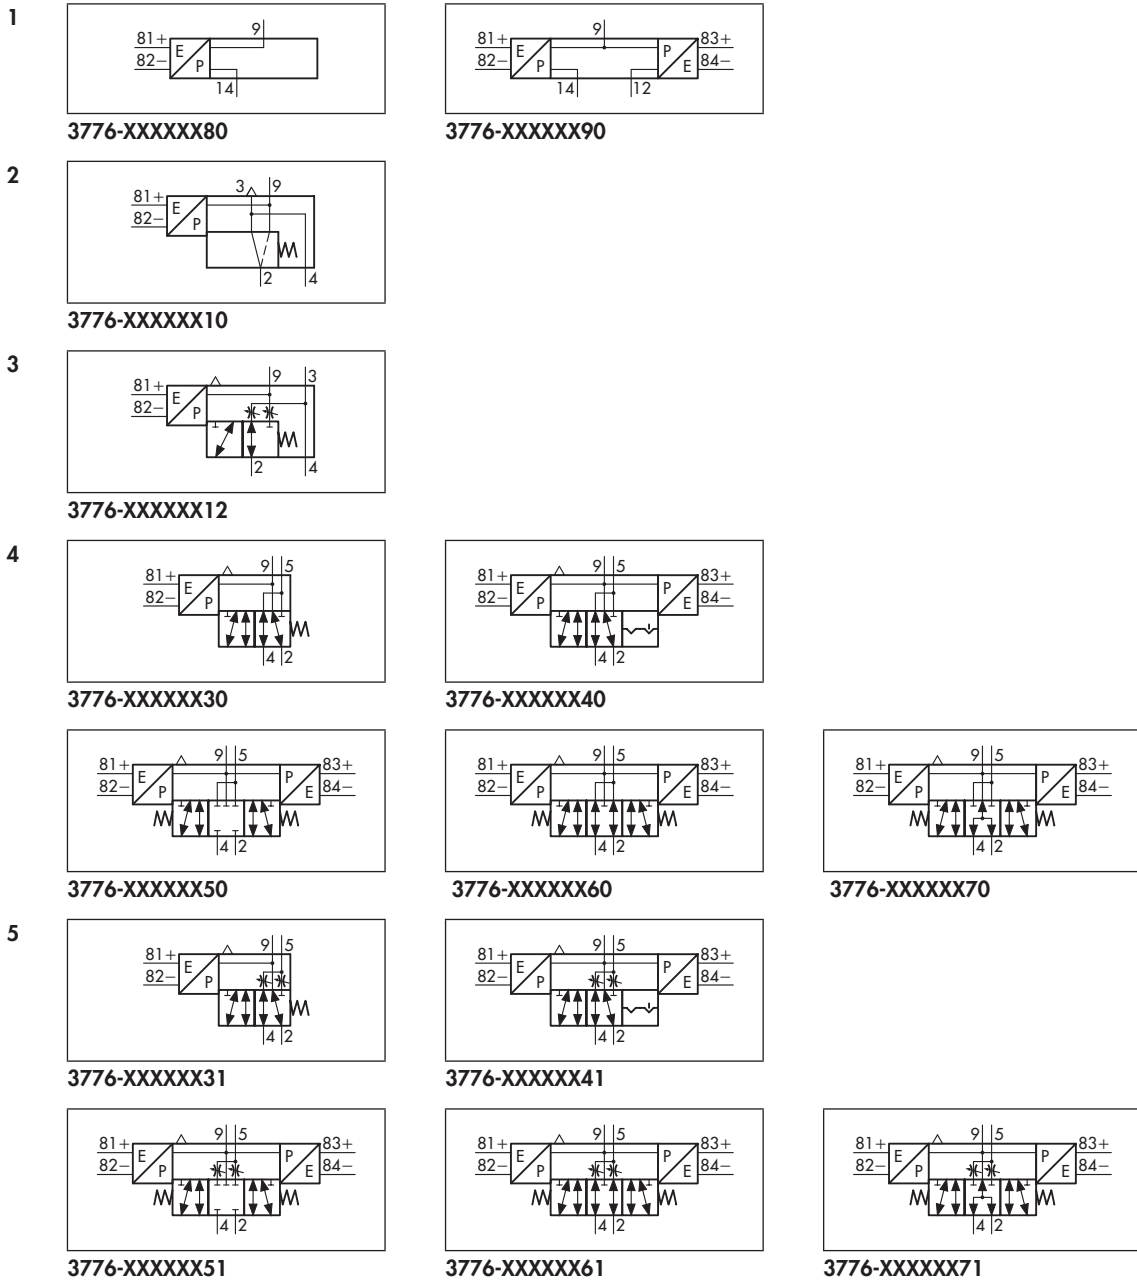 1
9
81+
E
82−
P
14
3776-XXXXXX80
9
81+
E
P
83+
82−
P
E
84−
14
12
3776-XXXXXX90
2
3
9
81+
E
82−
P
2
4
3776-XXXXXX10
3
9
3
81+
E
82−
P
2
4
3776-XXXXXX12
4
9
5
81+
E
82−
P
4
2
3776-XXXXXX30
9
5
81+
E
P
83+
82−
P
E
84−
4
2
3776-XXXXXX40
9
5
81+
E
P
83+
82−
P
E
84−
4
2
3776-XXXXXX50
9
5
81+
E
P
83+
82−
P
E
84−
4
2
3776-XXXXXX60
9
5
81+
E
P
83+
82−
P
E
84−
4
2
3776-XXXXXX70
5
9
5
81+
E
82−
P
4
2
3776-XXXXXX31
9
5
81+
E
P
83+
82−
P
E
84−
4
2
3776-XXXXXX41
9
5
81+
E
P
83+
82−
P
E
84−
4
2
3776-XXXXXX51
9
5
81+
E
P
83+
82−
P
E
84−
4
2
3776-XXXXXX61
9
5
81+
E
P
83+
82−
P
E
84−
4
2
3776-XXXXXX71